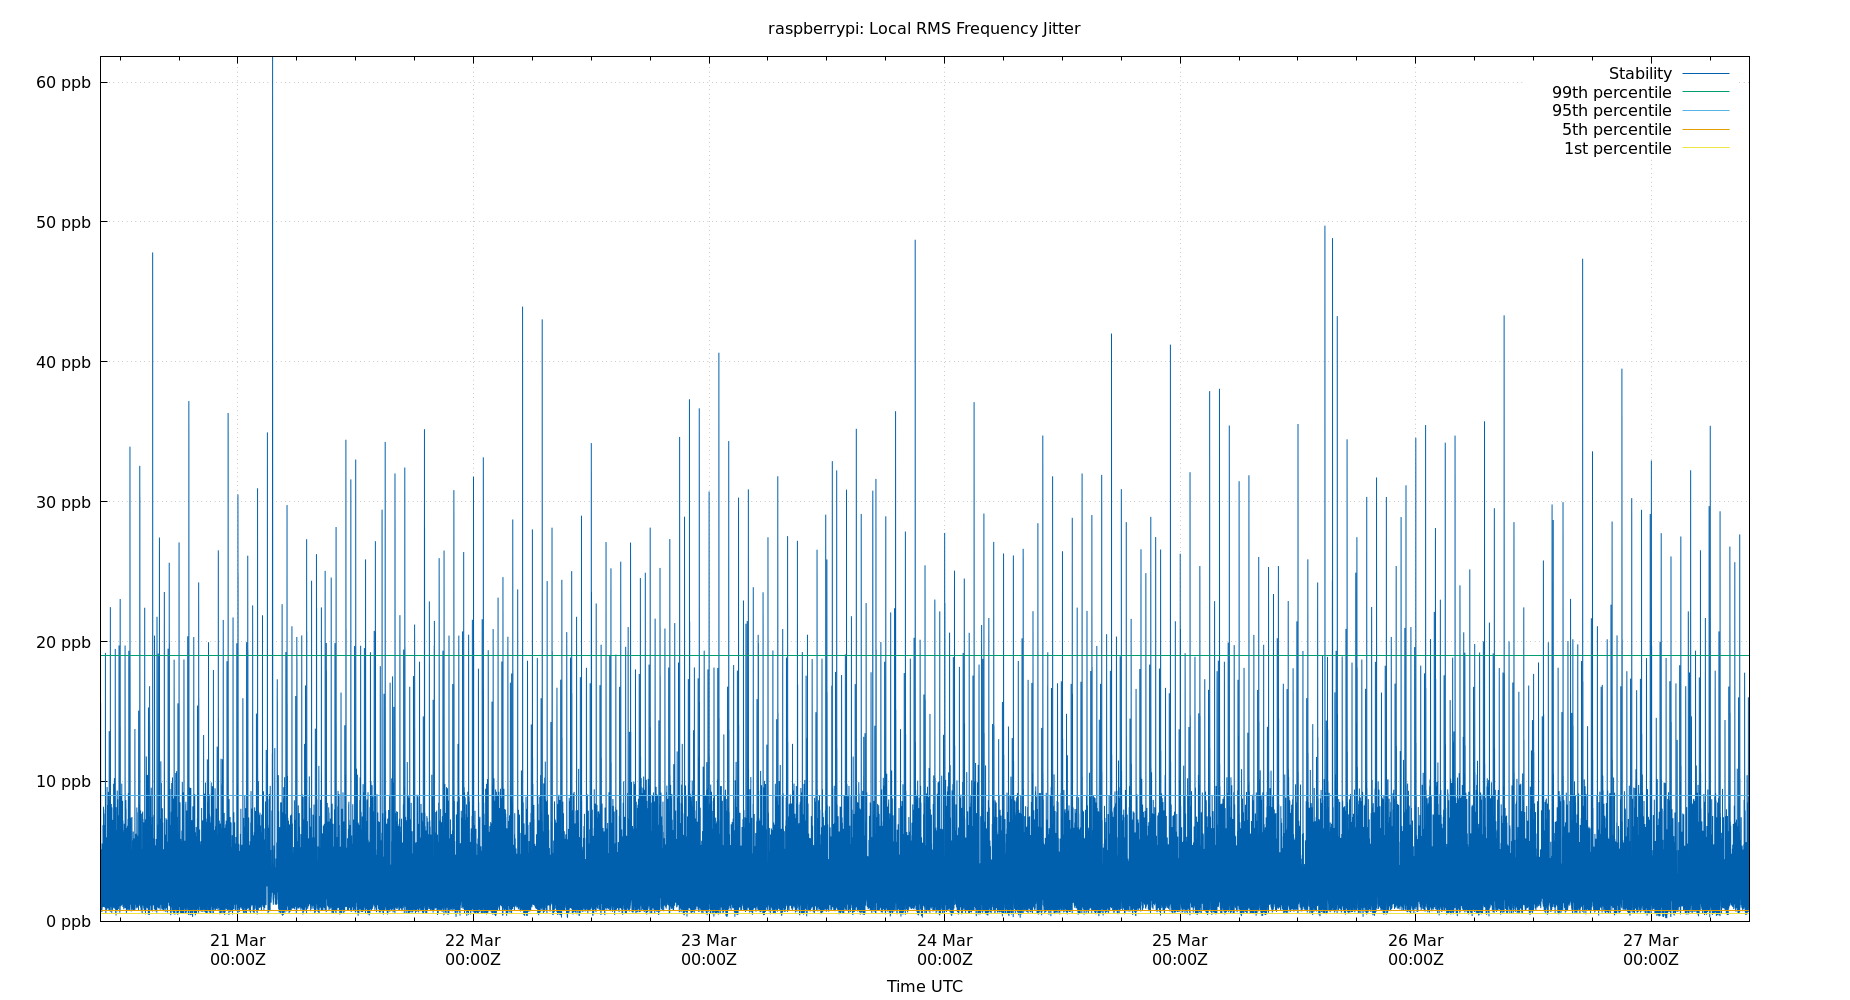 raspberrypi: Local RMS Frequency Jitter
Stability
99th percentile
95th percentile
5th percentile
1st percentile
60 ppb
50 ppb
40 ppb
30 ppb
20 ppb
10 ppb
0 ppb
21 Mar 22 Mar 23 Mar 24 Mar 25 Mar 26 Mar 27 Mar
00:00Z 00:00Z 00:00Z 00:00Z 00:00Z 00:00Z 00:00Z
Time UTC